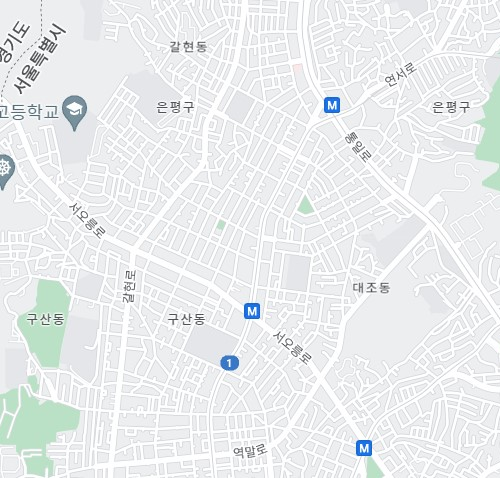 경기도
서울특별시
갈현동
연서로
고등학교
은평구
M
은평구
통일로
서오릉로
갈현로
대조동
구산동
구산동
M
서오릉로
1
역말로
M